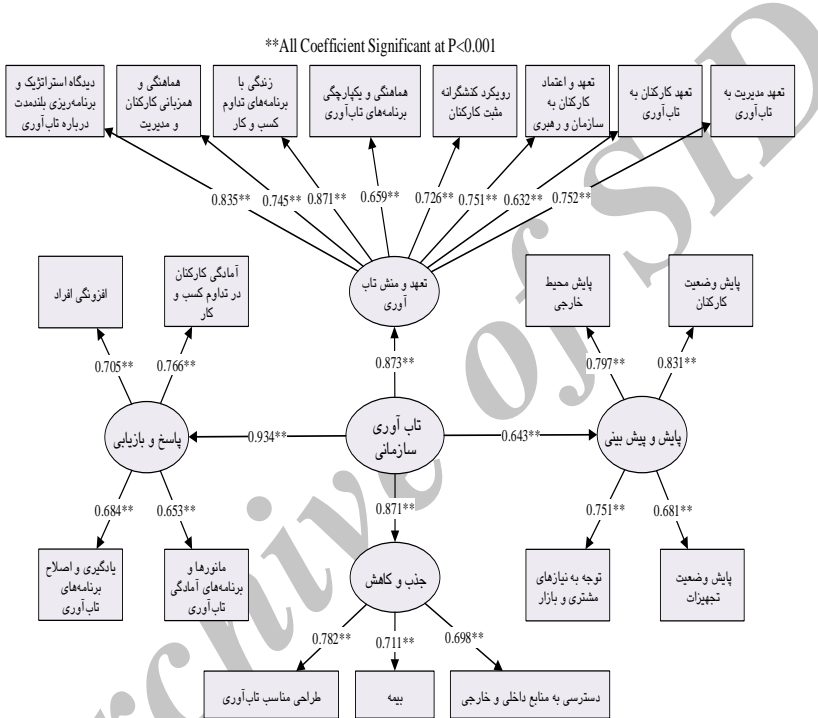 **All Coefficient Significant at P<0.001
تعهد مدیریت به
تاب‌آوری
تعهد کارکنان به
تاب‌آوری
تعهد و اعتماد
کارکنان به
سازمان و رهبری
رویکرد کنشگرانه
مثبت کارکنان
هماهنگی و یکپارچگی
برنامه‌های تاب‌آوری
زندگی با
برنامه‌های تداوم
کسب و کار
هماهنگی و
همزبانی کارکنان
و مدیریت
دیدگاه استراتژیک و
برنامه‌ریزی بلندمدت
درباره تاب‌آوری
0.835**
0.745**
0.871**
0.659**
0.726**
0.751**
0.632**
0.752**
تعهد و منش تاب
آوری
پایش وضعیت
کارکنان
پایش محیط
خارجی
آمادگی کارکنان
در تداوم کسب و
کار
افزونگی افراد
0.705**
0.766**
0.873**
0.797**
0.831**
پایش و پیش بینی
0.643**
تاب آوری
سازمانی
0.934**
پاسخ و بازیابی
0.684**
0.653**
0.871**
0.751**
0.681**
پایش وضعیت
تجهیزات
توجه به نیازهای
مشتری و بازار
جذب و کاهش
مانورها و
برنامه‌های آمادگی
تاب‌آوری
یادگیری و اصلاح
برنامه‌های
تاب‌آوری
0.782**
0.711**
0.698**
دسترسی به منابع داخلی و خارجی
بیمه
طراحی مناسب تاب‌آوری
Archive of SID